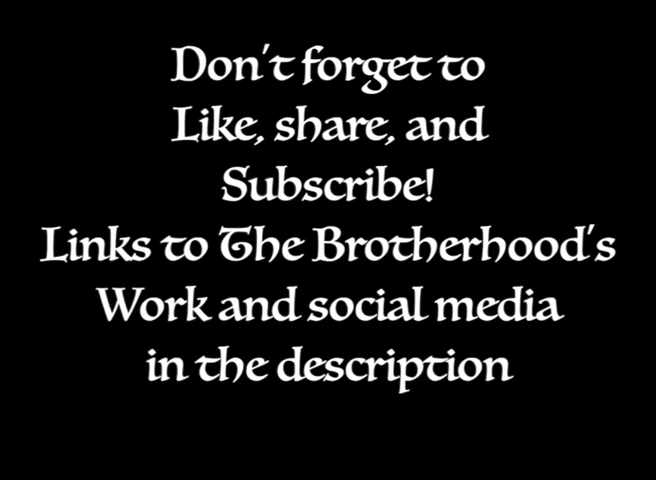 Don't forget to
Like, share, and
Subscribe!
Links to The Brotherhood's
Work and social media
in the description